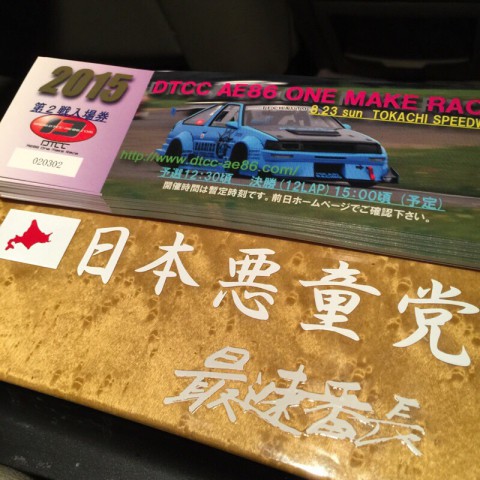 2015
第2戦入場券
DTCC
020302
DTCC AE86 ONE MAKE RAC
8.23 sun TOKACHI SPEEDW
http://www.dtcc-ae86.com/
予選12:30頃 決勝(12LAP)15:00頃(予定)
開催時間は暫定時刻です。前日ホームページでご確認下さい。
日本悪童党
最速番長